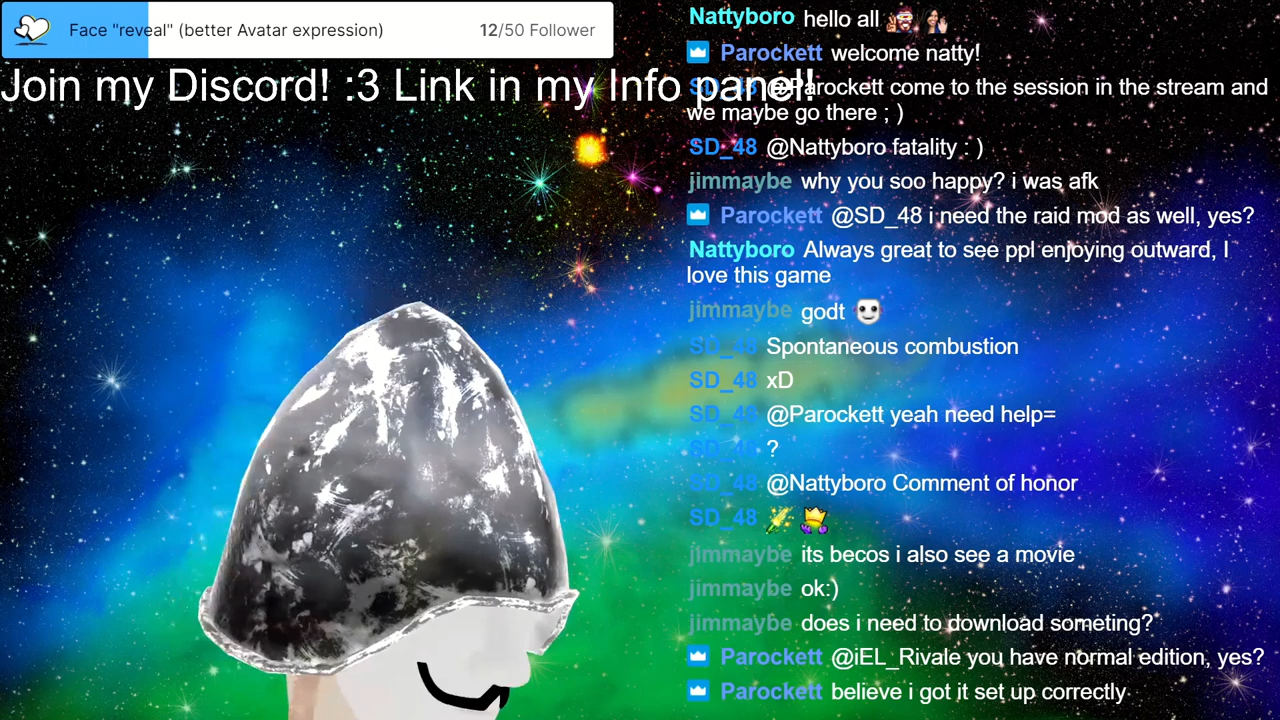 Face "reveal" (better Avatar expression) 12/50 Follower
Join my Discord! :3 Link in my Info panel!
Nattyboro hello all
Parockett welcome natty!
SD_48 @Parockett come to the session in the stream and
we maybe go there ; )
SD_48 @Nattyboro fatality : )
jimmaybe why you soo happy? i was afk
Parockett @SD_48 i need the raid mod as well, yes?
Nattyboro Always great to see ppl enjoying outward, I
love this game
jimmaybe godt
SD_48 Spontaneous combustion
SD_48 xD
SD_48 @Parockett yeah need help=
SD_48 ?
SD_48 @Nattyboro Comment of honor
SD_48
jimmaybe its becos i also see a movie
jimmaybe ok:)
jimmaybe does i need to download someting?
Parockett @iEL_Rivale you have normal edition, yes?
Parockett believe i got it set up correctly